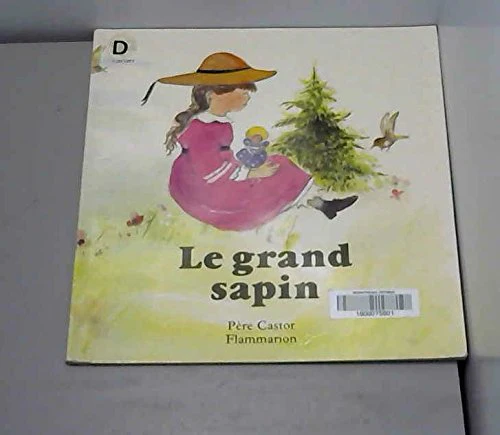 D
Le grand
sapin
Père Castor
Flammarion